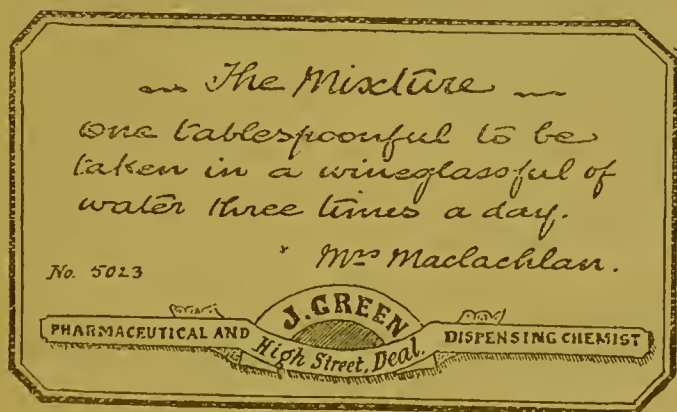 The Mixture
One tablespoonful to be
taken in a wineglassful of
water three times a day.
Mrs Maclachlan.
No. 5023
J. GREEN
PHARMACEUTICAL AND
High Street, Deal.
DISPENSING CHEMIST